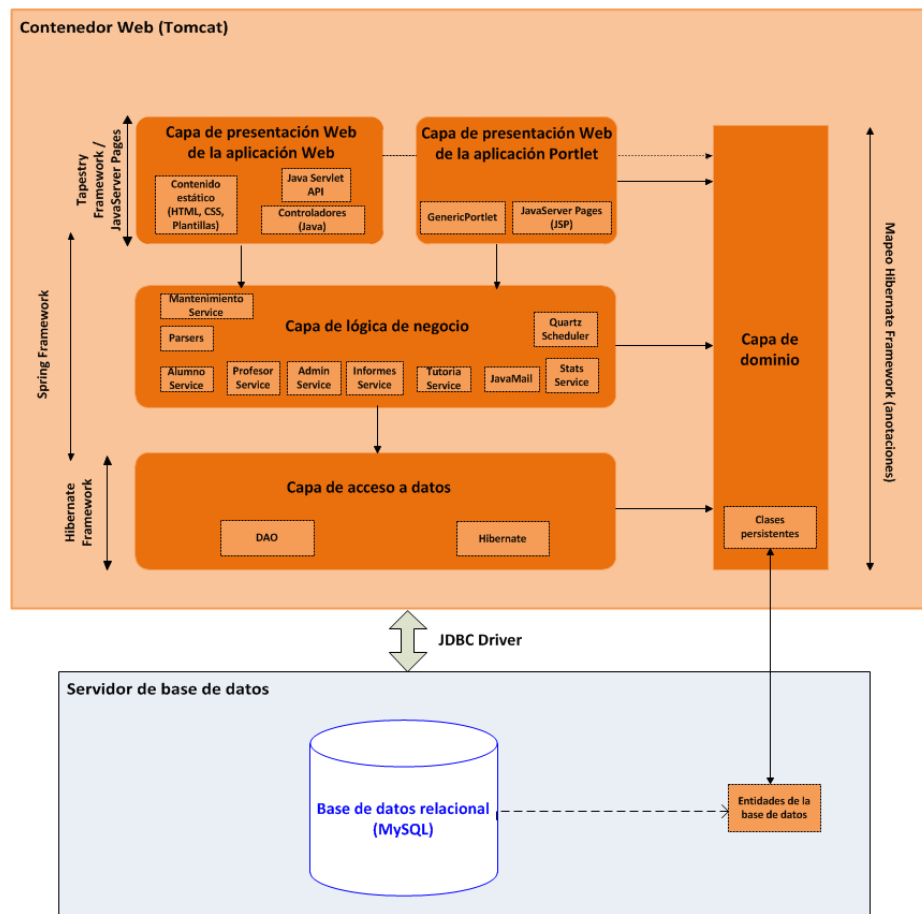 Contenedor Web (Tomcat)
Tapestry
Framework /
JavaServer Pages
Capa de presentación Web
de la aplicación Web
Contenido
estático
(HTML, CSS,
Plantillas)
Java Servlet
API
Controladores
(Java)
Capa de presentación Web
de la aplicación Portlet
GenericPortlet
JavaServer Pages
(JSP)
Spring Framework
Mantenimiento
Service
Parsers
Capa de lógica de negocio
Quartz
Scheduler
Alumno
Service
Profesor
Service
Admin
Service
Informes
Service
Tutoria
Service
JavaMail
Stats
Service
Hibernate
Framework
Capa de acceso a datos
DAO
Hibernate
Capa de
dominio
Clases
persistentes
Mapeo Hibernate Framework (anotaciones)
JDBC Driver
Servidor de base de datos
Base de datos relacional
(MySQL)
Entidades de la
base de datos